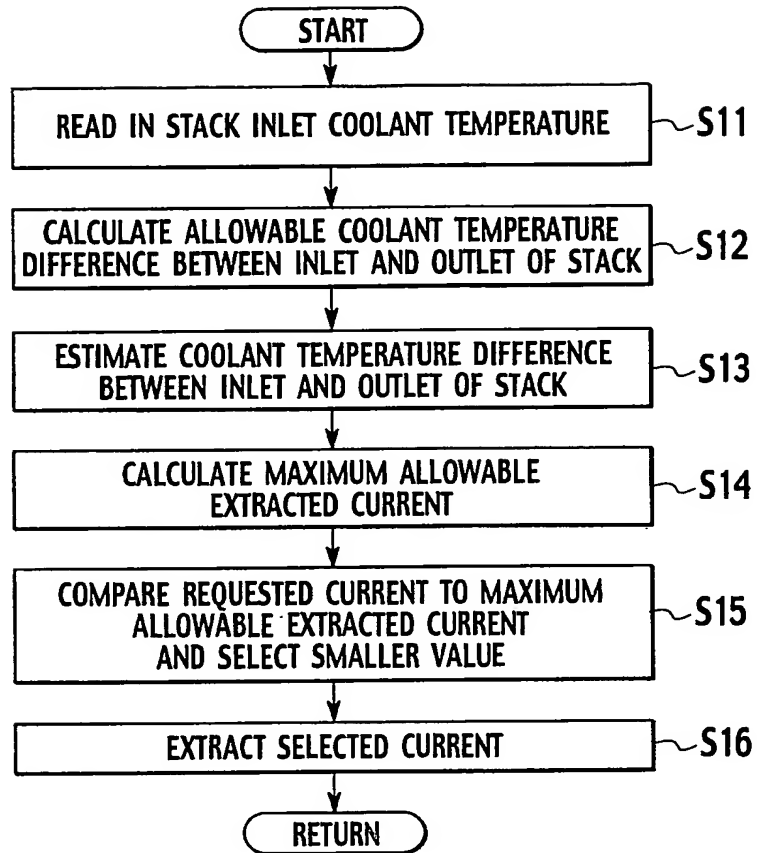 START
READ IN STACK INLET COOLANT TEMPERATURE
S11
CALCULATE ALLOWABLE COOLANT TEMPERATURE
DIFFERENCE BETWEEN INLET AND OUTLET OF STACK
S12
ESTIMATE COOLANT TEMPERATURE DIFFERENCE
BETWEEN INLET AND OUTLET OF STACK
S13
CALCULATE MAXIMUM ALLOWABLE
EXTRACTED CURRENT
S14
COMPARE REQUESTED CURRENT TO MAXIMUM
ALLOWABLE EXTRACTED CURRENT
AND SELECT SMALLER VALUE
S15
EXTRACT SELECTED CURRENT
S16
RETURN